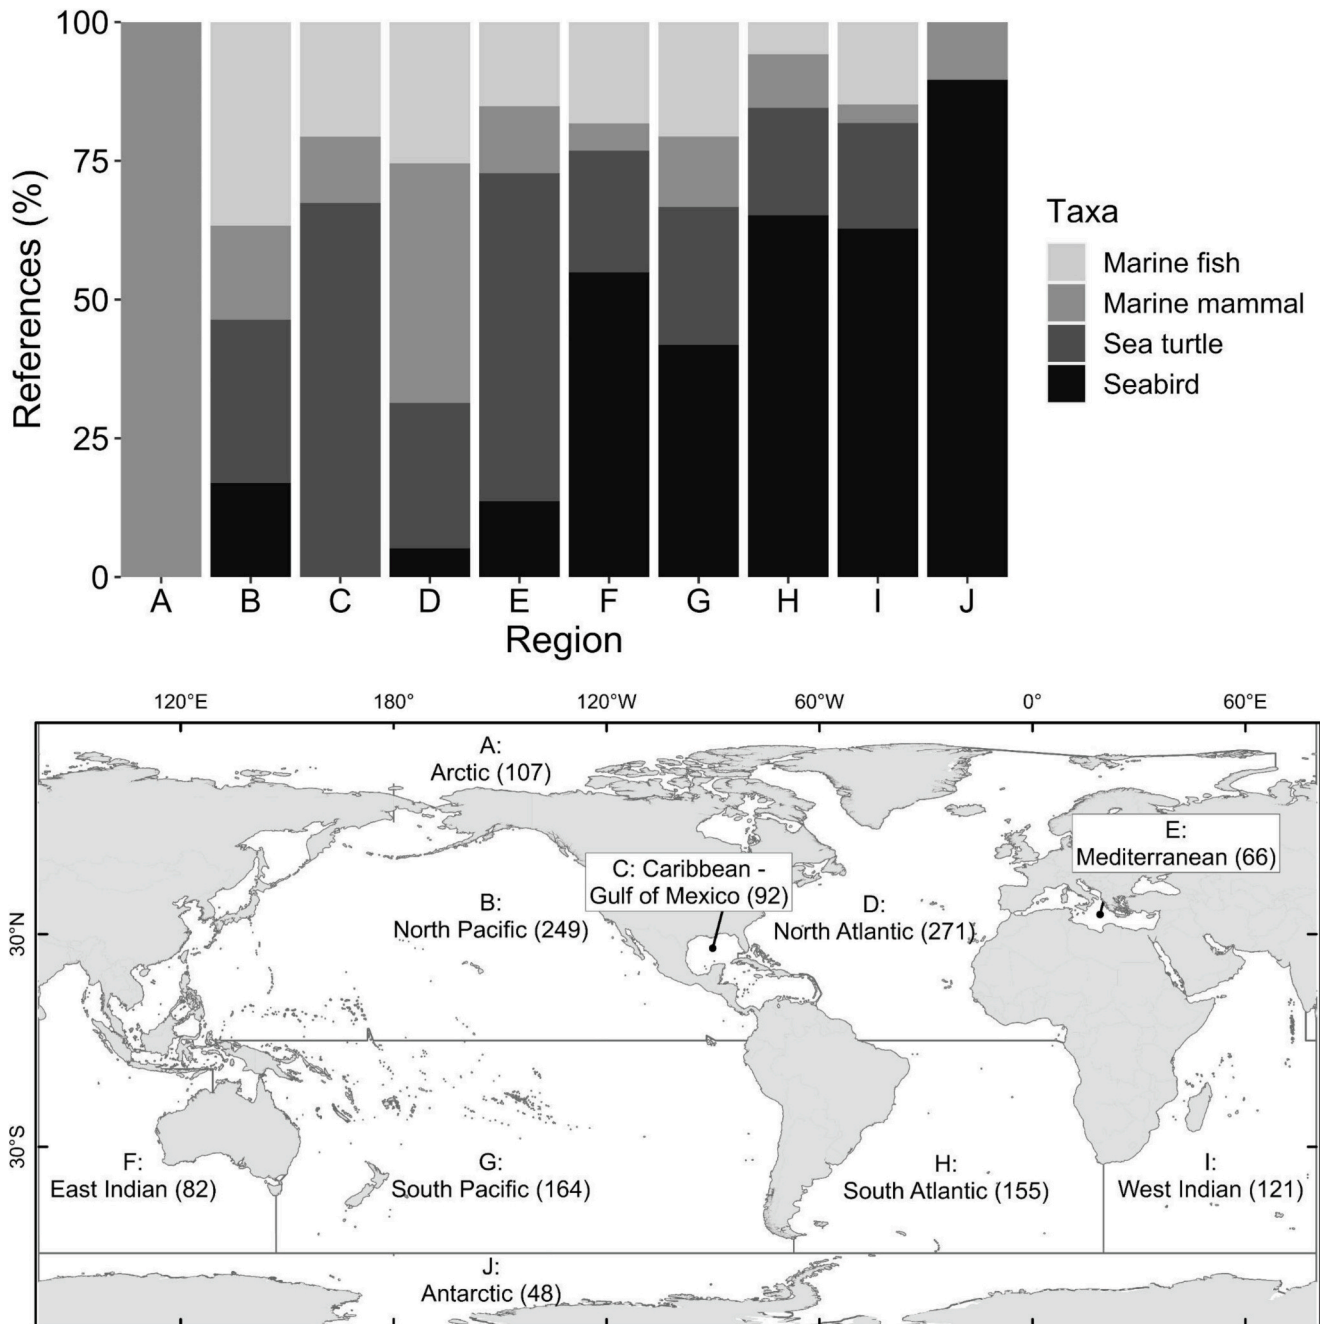 100
75
50
25
0
References (%)
A B C D E F G H I J
Region
Taxa
Marine fish
Marine mammal
Sea turtle
Seabird
120°E 180° 120°W 60°W 0° 60°E
30°N
30°S
A:
Arctic (107)
B:
North Pacific (249)
C: Caribbean -
Gulf of Mexico (92)
D:
North Atlantic (271)
E:
Mediterranean (66)
F:
East Indian (82)
G:
South Pacific (164)
H:
South Atlantic (155)
I:
West Indian (121)
J:
Antarctic (48)